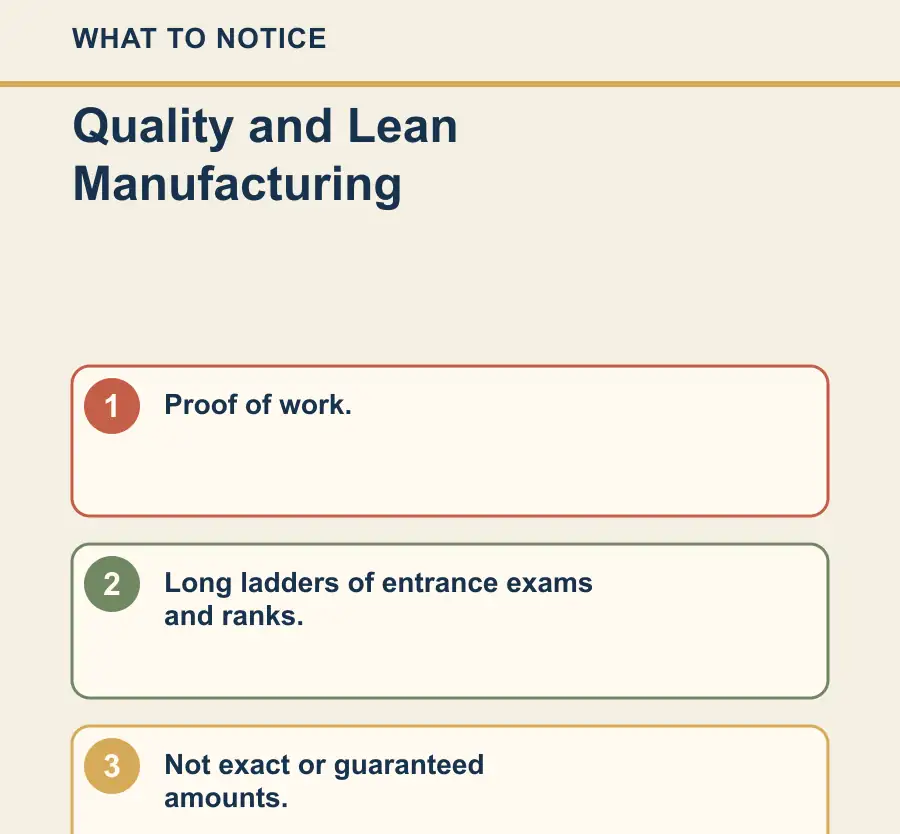 WHAT TO NOTICE
Quality and Lean
Manufacturing
1
Proof of work.
2
Long ladders of entrance exams
and ranks.
3
Not exact or guaranteed
amounts.